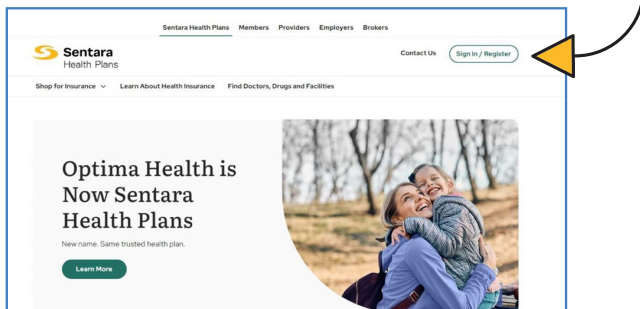 Sentara Health Plans Members Providers Employers Brokers
Sentara
Health Plans
Contact Us Sign In / Register
Shop for Insurance Learn About Health Insurance Find Doctors, Drugs and Facilities
Optima Health is
Now Sentara
Health Plans
New name. Same trusted health plan.
Learn More